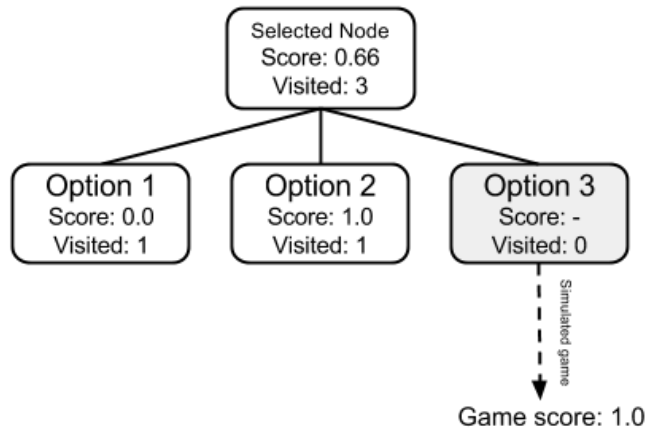 Selected Node
Score: 0.66
Visited: 3
Option 1
Score: 0.0
Visited: 1
Option 2
Score: 1.0
Visited: 1
Option 3
Score: -
Visited: 0
Simulated game
Game score: 1.0